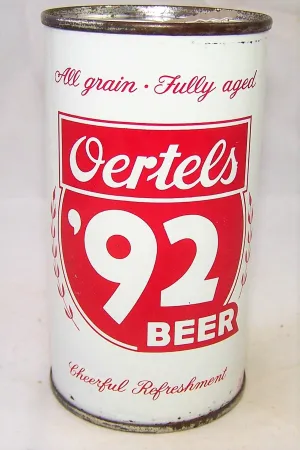 All grain · Fully aged
Oertels
'92
BEER
Cheerful Refreshment